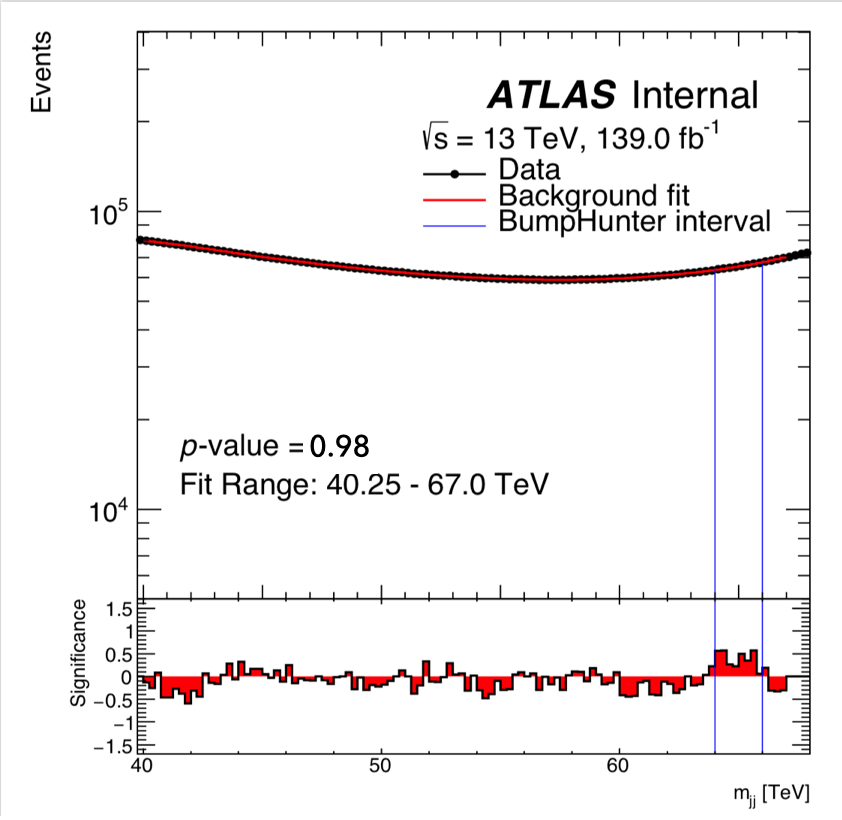 Events
ATLAS Internal
√s = 13 TeV, 139.0 fb⁻¹
Data
Background fit
BumpHunter interval
10⁵
p-value = 0.98
Fit Range: 40.25 - 67.0 TeV
10⁴
Significance
1.5
1
0.5
0
−0.5
−1
−1.5
40 50 60
mjj [TeV]